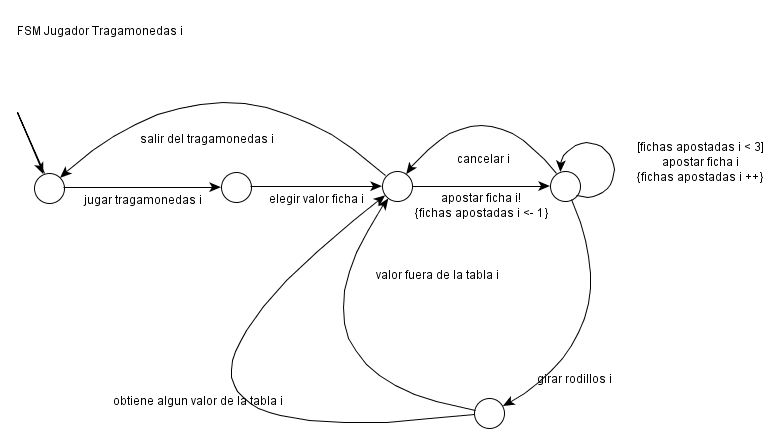 FSM Jugador Tragamonedas i
salir del tragamonedas i
cancelar i
[fichas apostadas i < 3]
apostar ficha i
{fichas apostadas i ++}
jugar tragamonedas i
elegir valor ficha i
apostar ficha i!
{fichas apostadas i <- 1}
valor fuera de la tabla i
girar rodillos i
obtiene algun valor de la tabla i